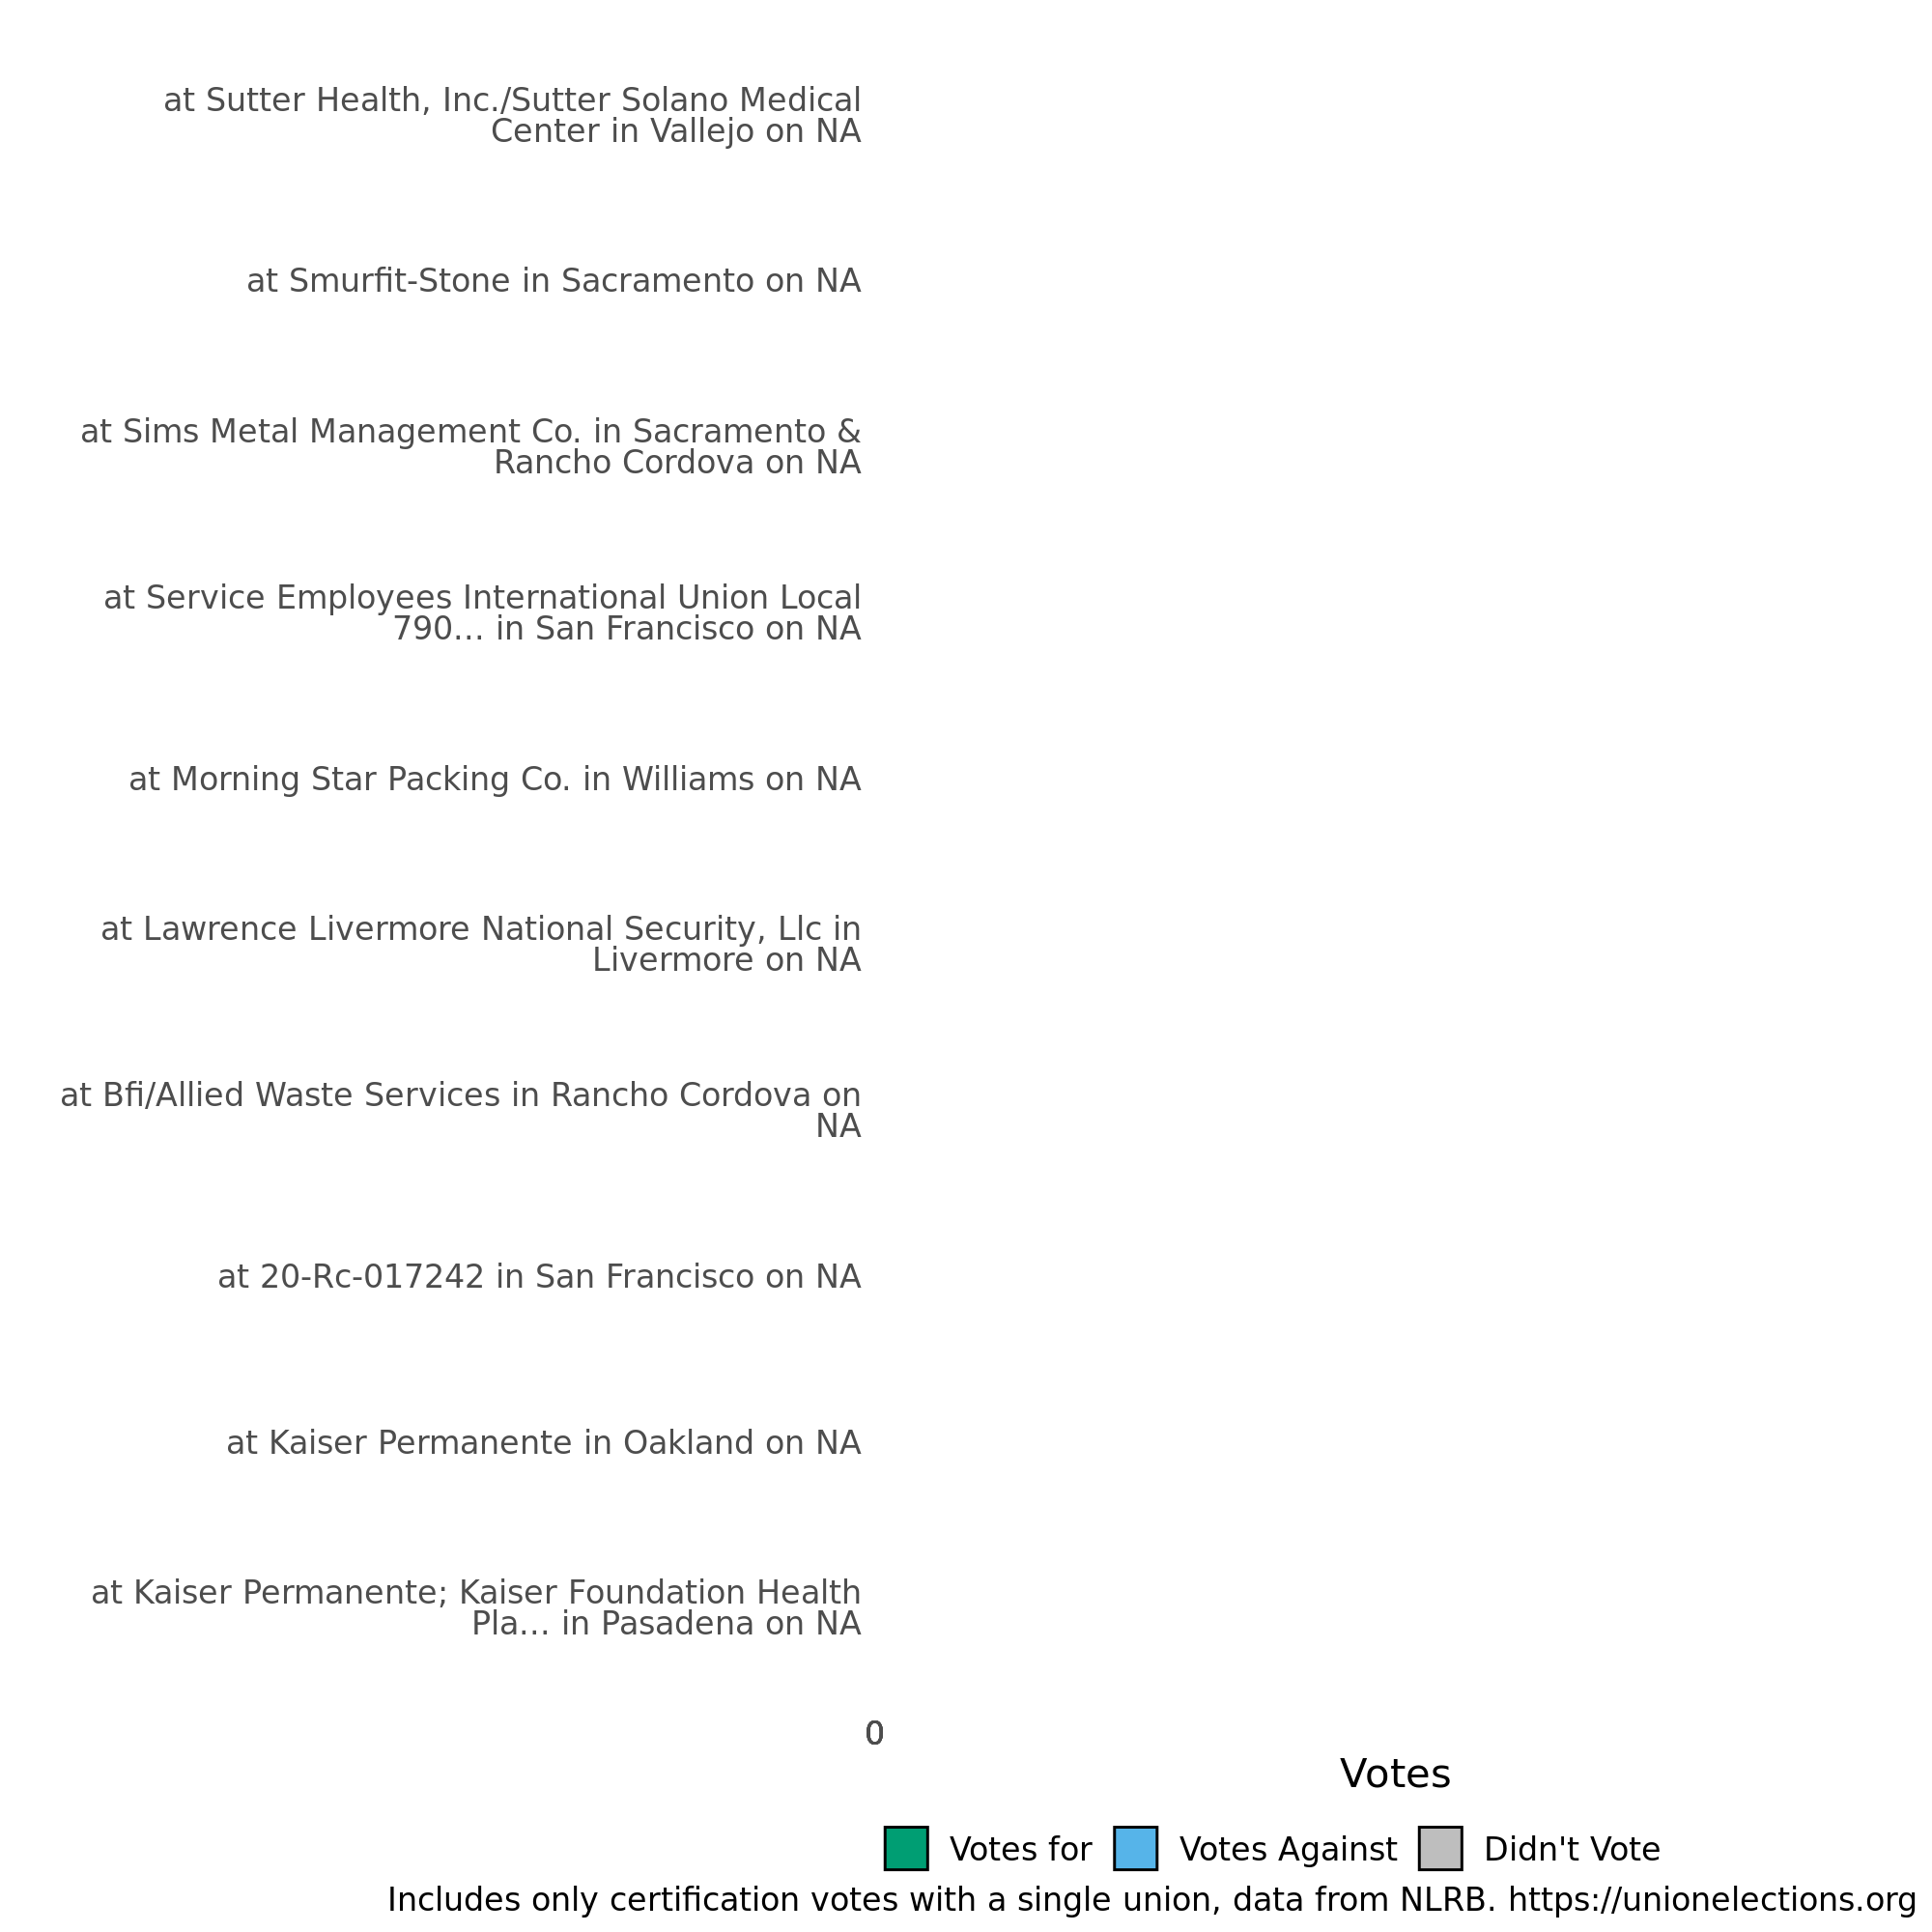 at Sutter Health, Inc./Sutter Solano Medical
Center in Vallejo on NA
at Smurfit-Stone in Sacramento on NA
at Sims Metal Management Co. in Sacramento &
Rancho Cordova on NA
at Service Employees International Union Local
790... in San Francisco on NA
at Morning Star Packing Co. in Williams on NA
at Lawrence Livermore National Security, Llc in
Livermore on NA
at Bfi/Allied Waste Services in Rancho Cordova on
NA
at 20-Rc-017242 in San Francisco on NA
at Kaiser Permanente in Oakland on NA
at Kaiser Permanente; Kaiser Foundation Health
Pla... in Pasadena on NA
0
Votes
Votes for Votes Against Didn't Vote
Includes only certification votes with a single union, data from NLRB. https://unionelections.org